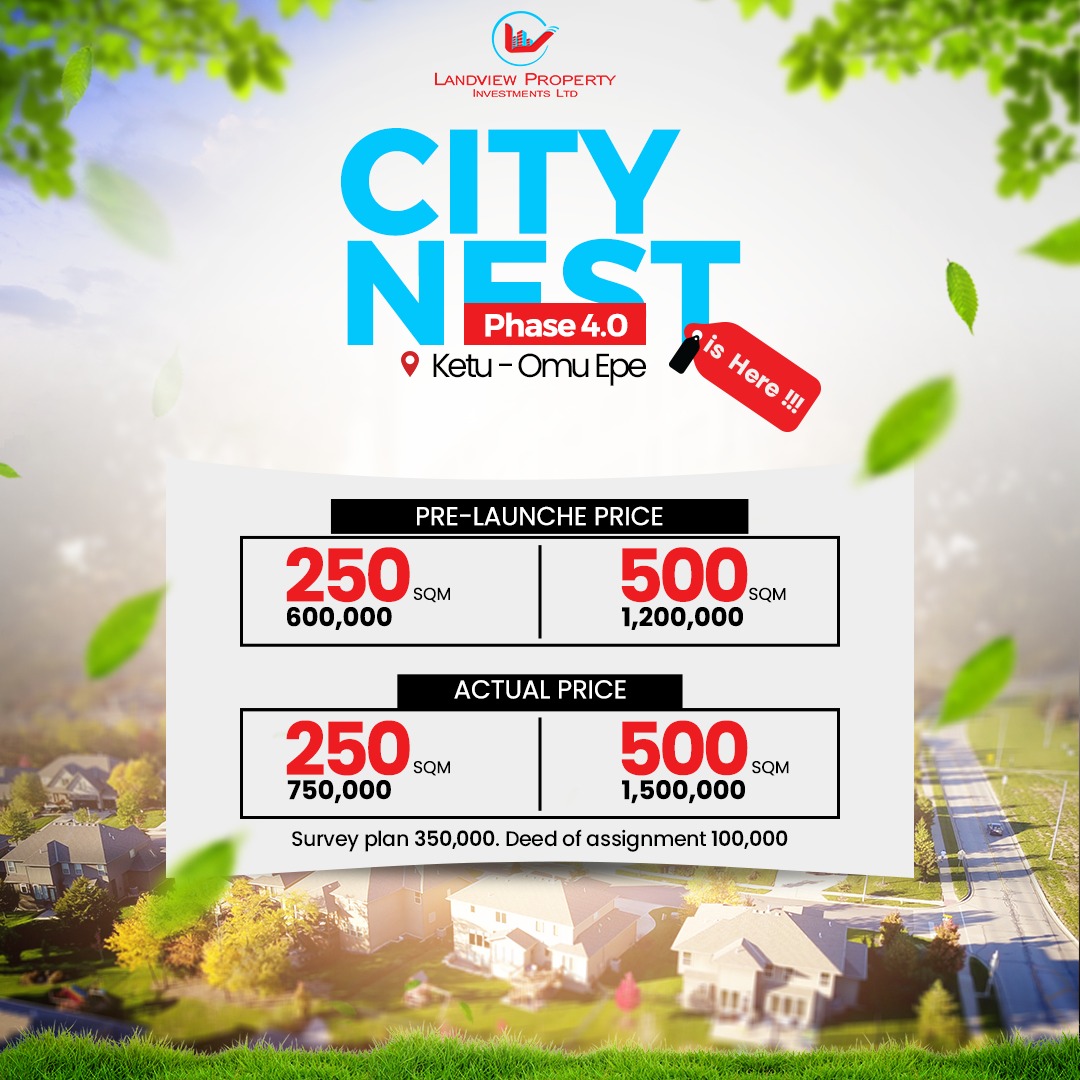 LANDVIEW PROPERTY
INVESTMENTS LTD
CITY
NEST
Phase 4.0
is Here !!!
Ketu - Omu Epe
PRE-LAUNCHE PRICE
250 SQM
600,000
500 SQM
1,200,000
ACTUAL PRICE
250 SQM
750,000
500 SQM
1,500,000
Survey plan 350,000. Deed of assignment 100,000